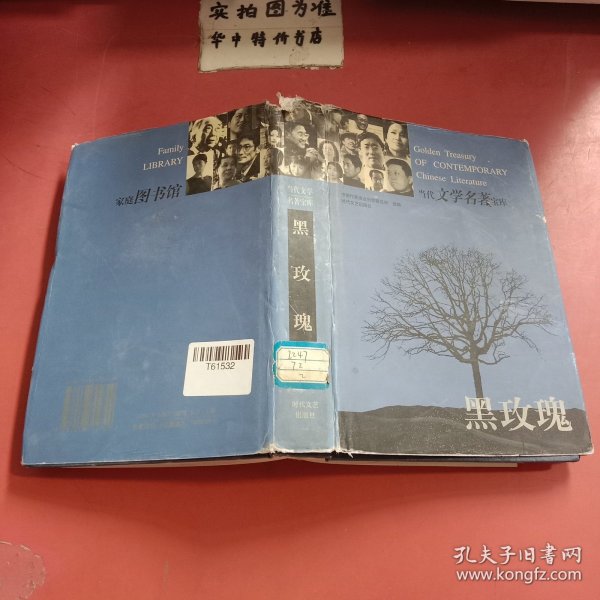 实拍图为准
华中特价书店
Family
LIBRARY
家庭图书馆
T61532
当代文学
名著宝库
黑玫瑰
1247
72
2
时代文艺
出版社
Golden Treasury
OF CONTEMPORARY
Chinese Literature
当代文学名著宝库
黑玫瑰
孔夫子旧书网
www.kongfz.com